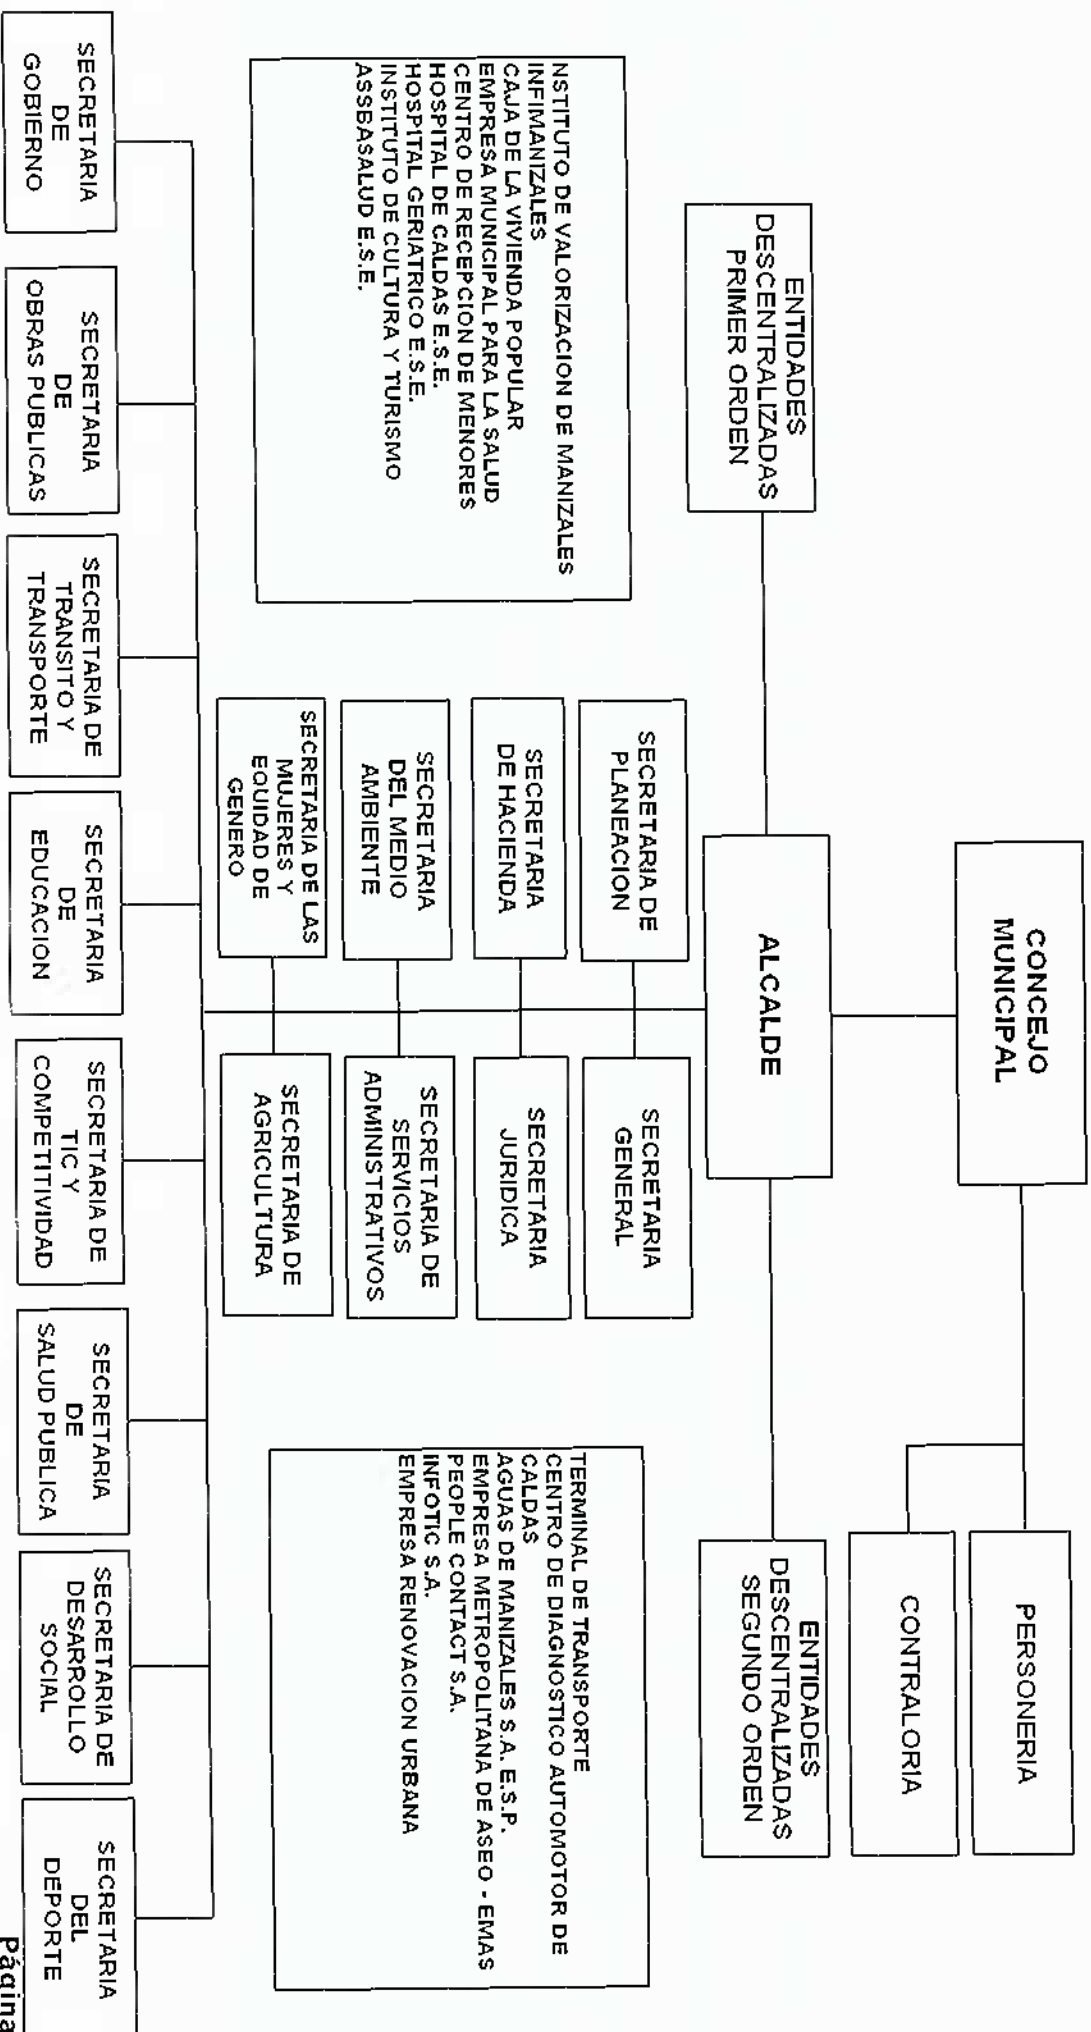 CONCEJO
MUNICIPAL
PERSONERIA
CONTRALORIA
ALCALDE
ENTIDADES
DESCENTRALIZADAS
PRIMER ORDEN
ENTIDADES
DESCENTRALIZADAS
SEGUNDO ORDEN
SECRETARIA DE
PLANEACION
SECRETARIA
GENERAL
SECRETARIA
DE HACIENDA
SECRETARIA
JURIDICA
SECRETARIA
DEL MEDIO
AMBIENTE
SECRETARIA DE
SERVICIOS
ADMINISTRATIVOS
SECRETARIA DE LAS
MUJERES Y
EQUIDAD DE
GENERO
SECRETARIA DE
AGRICULTURA
NSTITUTO DE VALORIZACION DE MANIZALES
INFIMANIZALES
CAJA DE LA VIVIENDA POPULAR
EMPRESA MUNICIPAL PARA LA SALUD
CENTRO DE RECEPCION DE MENORES
HOSPITAL DE CALDAS E.S.E.
HOSPITAL GERIATRICO E.S.E.
INSTITUTO DE CULTURA Y TURISMO
ASSBASALUD E.S.E.
TERMINAL DE TRANSPORTE
CENTRO DE DIAGNOSTICO AUTOMOTOR DE
CALDAS
AGUAS DE MANIZALES S.A. E.S.P.
EMPRESA METROPOLITANA DE ASEO - EMAS
PEOPLE CONTACT S.A.
INFOTIC S.A.
EMPRESA RENOVACION URBANA
SECRETARIA
DE
GOBIERNO
SECRETARIA
DE
OBRAS PUBLICAS
SECRETARIA DE
TRANSITO Y
TRANSPORTE
SECRETARIA
DE
EDUCACION
SECRETARIA DE
TIC Y
COMPETITIVIDAD
SECRETARIA
DE
SALUD PUBLICA
SECRETARIA DE
DESARROLLO
SOCIAL
SECRETARIA
DEL
DEPORTE
Página